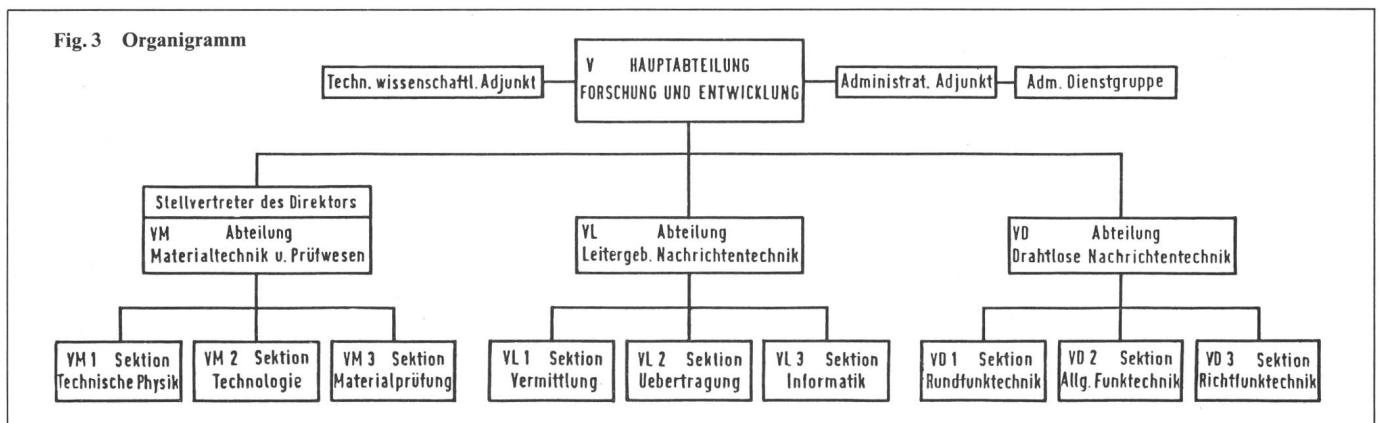 Fig. 3 Organigramm
V HAUPTABTEILUNG
FORSCHUNG UND ENTWICKLUNG
Techn. wissenschaftl. Adjunkt
Administrat. Adjunkt
Adm. Dienstgruppe
Stellvertreter des Direktors
VM Abteilung
Materialtechnik u. Prüfwesen
VL Abteilung
Leitergeb. Nachrichtentechnik
VD Abteilung
Drahtlose Nachrichtentechnik
VM 1 Sektion
Technische Physik
VM 2 Sektion
Technologie
VM 3 Sektion
Materialprüfung
VL 1 Sektion
Vermittlung
VL 2 Sektion
Uebertragung
VL 3 Sektion
Informatik
VD 1 Sektion
Rundfunktechnik
VD 2 Sektion
Allg. Funktechnik
VD 3 Sektion
Richtfunktechnik